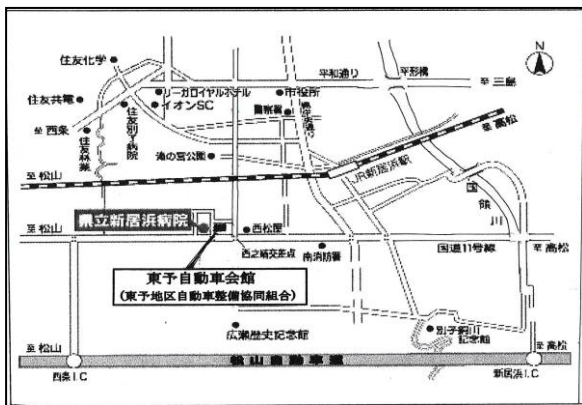 住友化学
N
平和通り
平形橋
至三島
リーガロイヤルホテル
市役所
住友共電
イオンSC
警察署
至西条
住友別子病院
住友林業
滝の宮公園
至高松
JR新居浜駅
至松山
国領川
県立新居浜病院
西松屋
至松山
西之端交差点
南消防署
国道11号線
至高松
東予自動車会館
(東予地区自動車整備協同組合)
広瀬歴史記念館
別子銅山
記念館
至松山
松山自動車道
至高松
西条I.C
新居浜I.C